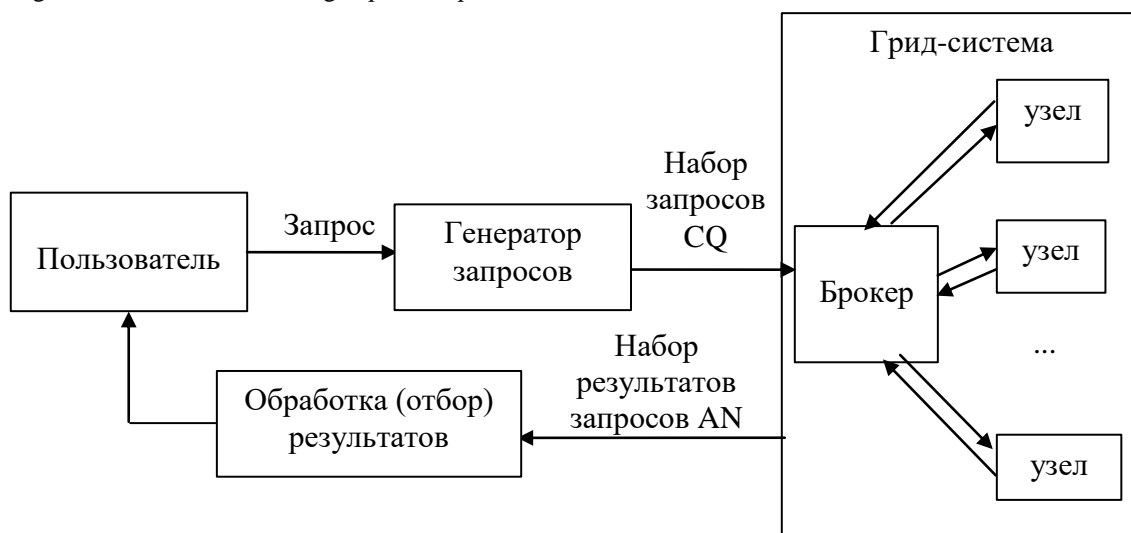 Грид-система
узел
Набор
запросов
CQ
Запрос
Генератор
запросов
Пользователь
узел
Брокер
...
Набор
результатов
запросов AN
Обработка (отбор)
результатов
узел